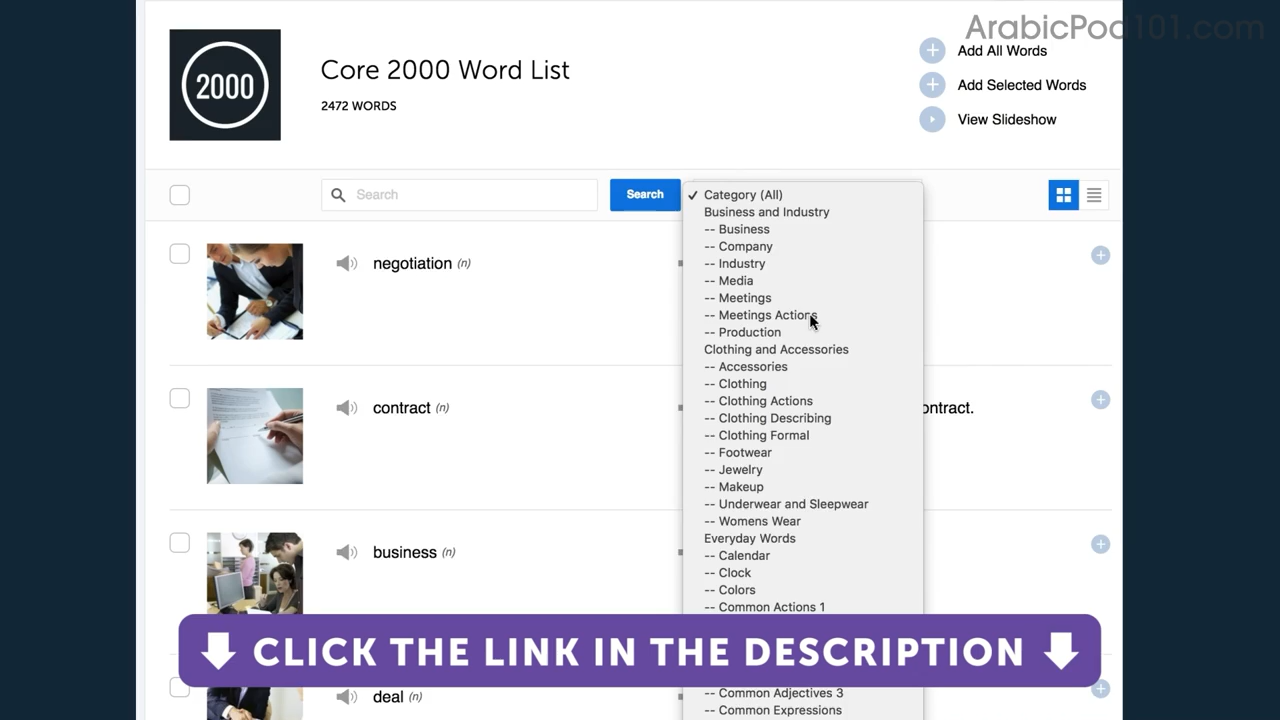 ArabicPod101.com
2000
Core 2000 Word List
2472 WORDS
Add All Words
Add Selected Words
View Slideshow
Search
Search
Category (All)
Business and Industry
-- Business
-- Company
-- Industry
-- Media
-- Meetings
-- Meetings Actions
-- Production
Clothing and Accessories
-- Accessories
-- Clothing
-- Clothing Actions
-- Clothing Describing
-- Clothing Formal
-- Footwear
-- Jewelry
-- Makeup
-- Underwear and Sleepwear
-- Womens Wear
Everyday Words
-- Calendar
-- Clock
-- Colors
-- Common Actions 1
-- Common Adjectives 3
-- Common Expressions
negotiation (n)
contract (n)
ontract.
business (n)
CLICK THE LINK IN THE DESCRIPTION
deal (n)